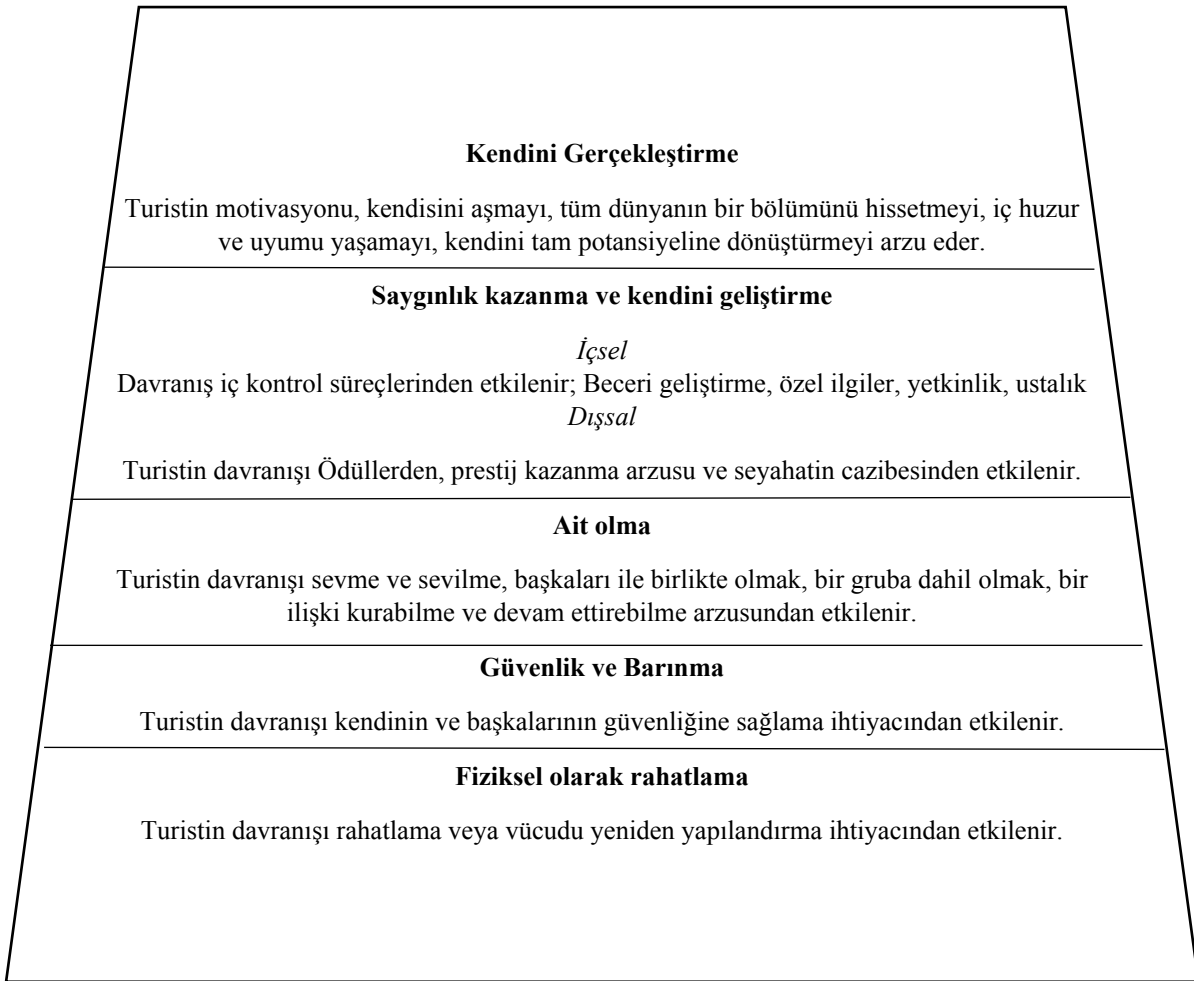 Kendini Gerçekleştirme
Turistin motivasyonu, kendisini aşmayı, tüm dünyanın bir bölümünü hissetmeyi, iç huzur
ve uyumu yaşamayı, kendini tam potansiyeline dönüştürmeyi arzu eder.
Saygınlık kazanma ve kendini geliştirme
İçsel
Davranış iç kontrol süreçlerinden etkilenir; Beceri geliştirme, özel ilgiler, yetkinlik, ustalık
Dışsal
Turistin davranışı Ödüllerden, prestij kazanma arzusu ve seyahatin cazibesinden etkilenir.
Ait olma
Turistin davranışı sevme ve sevilme, başkaları ile birlikte olmak, bir gruba dahil olmak, bir
ilişki kurabilme ve devam ettirebilme arzusundan etkilenir.
Güvenlik ve Barınma
Turistin davranışı kendinin ve başkalarının güvenliğine sağlama ihtiyacından etkilenir.
Fiziksel olarak rahatlama
Turistin davranışı rahatlama veya vücudu yeniden yapılandırma ihtiyacından etkilenir.